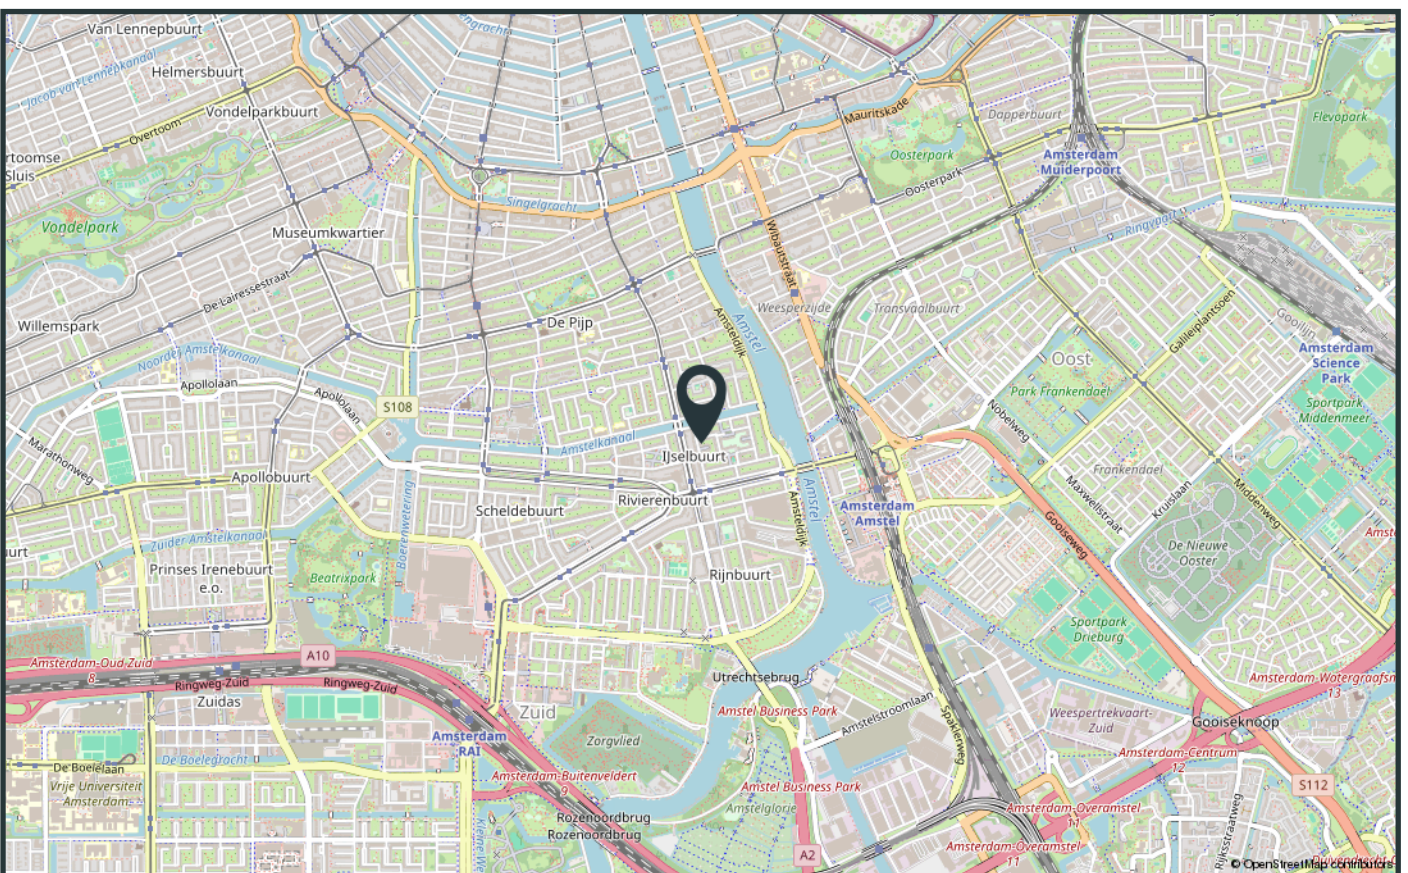 Van Lennepbuurt
Helmersbuurt
Jacob van Lennepkanaal
Vondelparkbuurt
Overtoom
Mauritskade
Dapperbuurt
Flevopark
rtoomse
Sluis
Oosterpark
Amsterdam
Muiderpoort
Oosterpark
Vondelpark
Singelgracht
Museumkwartier
Ringvaart
Wibautstraat
De Lairessestraat
Weesperzijde
Transvaalbuurt
Willemspark
De Pijp
Amsteldijk
Amstel
Galileïplantsoen
Gooilijn
Amsterdam
Science
Park
Noorder Amstelkanaal
Oost
Apollolaan
Apollolaan
S108
Park Frankendael
Sportpark
Middenmeer
Nobelweg
Marathonweg
Amstelkanaal
IJselbuurt
Frankendael
Apollobuurt
Rivierenbuurt
Scheldebuurt
Amstel
Amsteldijk
Amsterdam
Amstel
Maxwellstraat
Kruislaan
Middenweg
Gooiseweg
Boerenwetering
uurt
Zuider Amstelkanaal
De Nieuwe
Ooster
Amst
Prinses Irenebuurt
e.o.
Beatrixpark
Rijnbuurt
Sportpark
Drieburg
Amsterdam-Oud-Zuid
8
A10
Ringweg-Zuid
Ringweg-Zuid
Utrechtsebrug
Amsterdam-Watergraafsm
13
Zuidas
Zuid
Amstel Business Park
Amstelstroomlaan
Spaklerweg
Weespertrekvaart-
Zuid
Gooiseknoop
Amsterdam
RAI
Zorgvlied
Amsterdam-Centrum
12
De Boelelaan
De Boelegracht
Amsterdam-Buitenveldert
9
Vrije Universiteit
Amsterdam
Amstel Business Park
S112
Amstelglorie
Amsterdam-Overamstel
11
Rozenoordbrug
Rozenoordbrug
Amsterdam-Overamstel
11
A2
Rijksstraatweg
© OpenStreetMap contributors